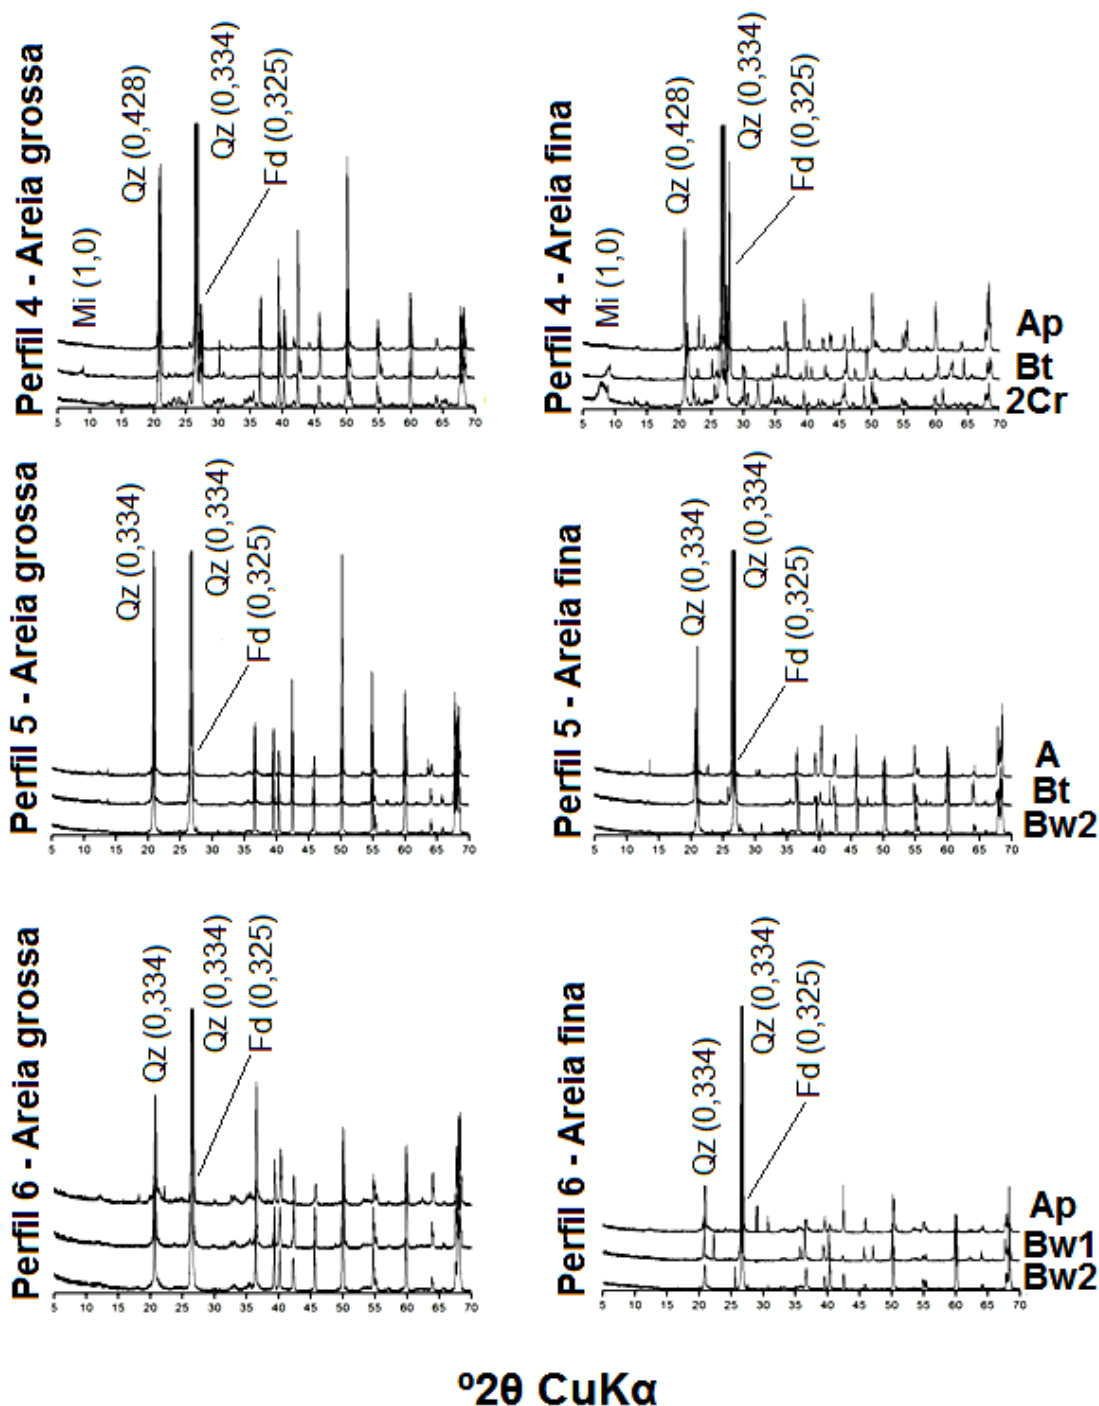 Perfil 4 - Areia grossa
Mi (1,0)
Qz (0,428)
Qz (0,334)
Fd (0,325)
5 10 15 20 25 30 35 40 45 50 55 60 65 70
Perfil 4 - Areia fina
Mi (1,0)
Qz (0,428)
Qz (0,334)
Fd (0,325)
Ap
Bt
2Cr
5 10 15 20 25 30 35 40 45 50 55 60 65 70
Perfil 5 - Areia grossa
Qz (0,334)
Qz (0,334)
Fd (0,325)
5 10 15 20 25 30 35 40 45 50 55 60 65 70
Perfil 5 - Areia fina
Qz (0,334)
Qz (0,334)
Fd (0,325)
A
Bt
Bw2
5 10 15 20 25 30 35 40 45 50 55 60 65 70
Perfil 6 - Areia grossa
Qz (0,334)
Qz (0,334)
Fd (0,325)
5 10 15 20 25 30 35 40 45 50 55 60 65 70
Perfil 6 - Areia fina
Qz (0,334)
Qz (0,334)
Fd (0,325)
Ap
Bw1
Bw2
5 10 15 20 25 30 35 40 45 50 55 60 65 70
º2θ CuKα